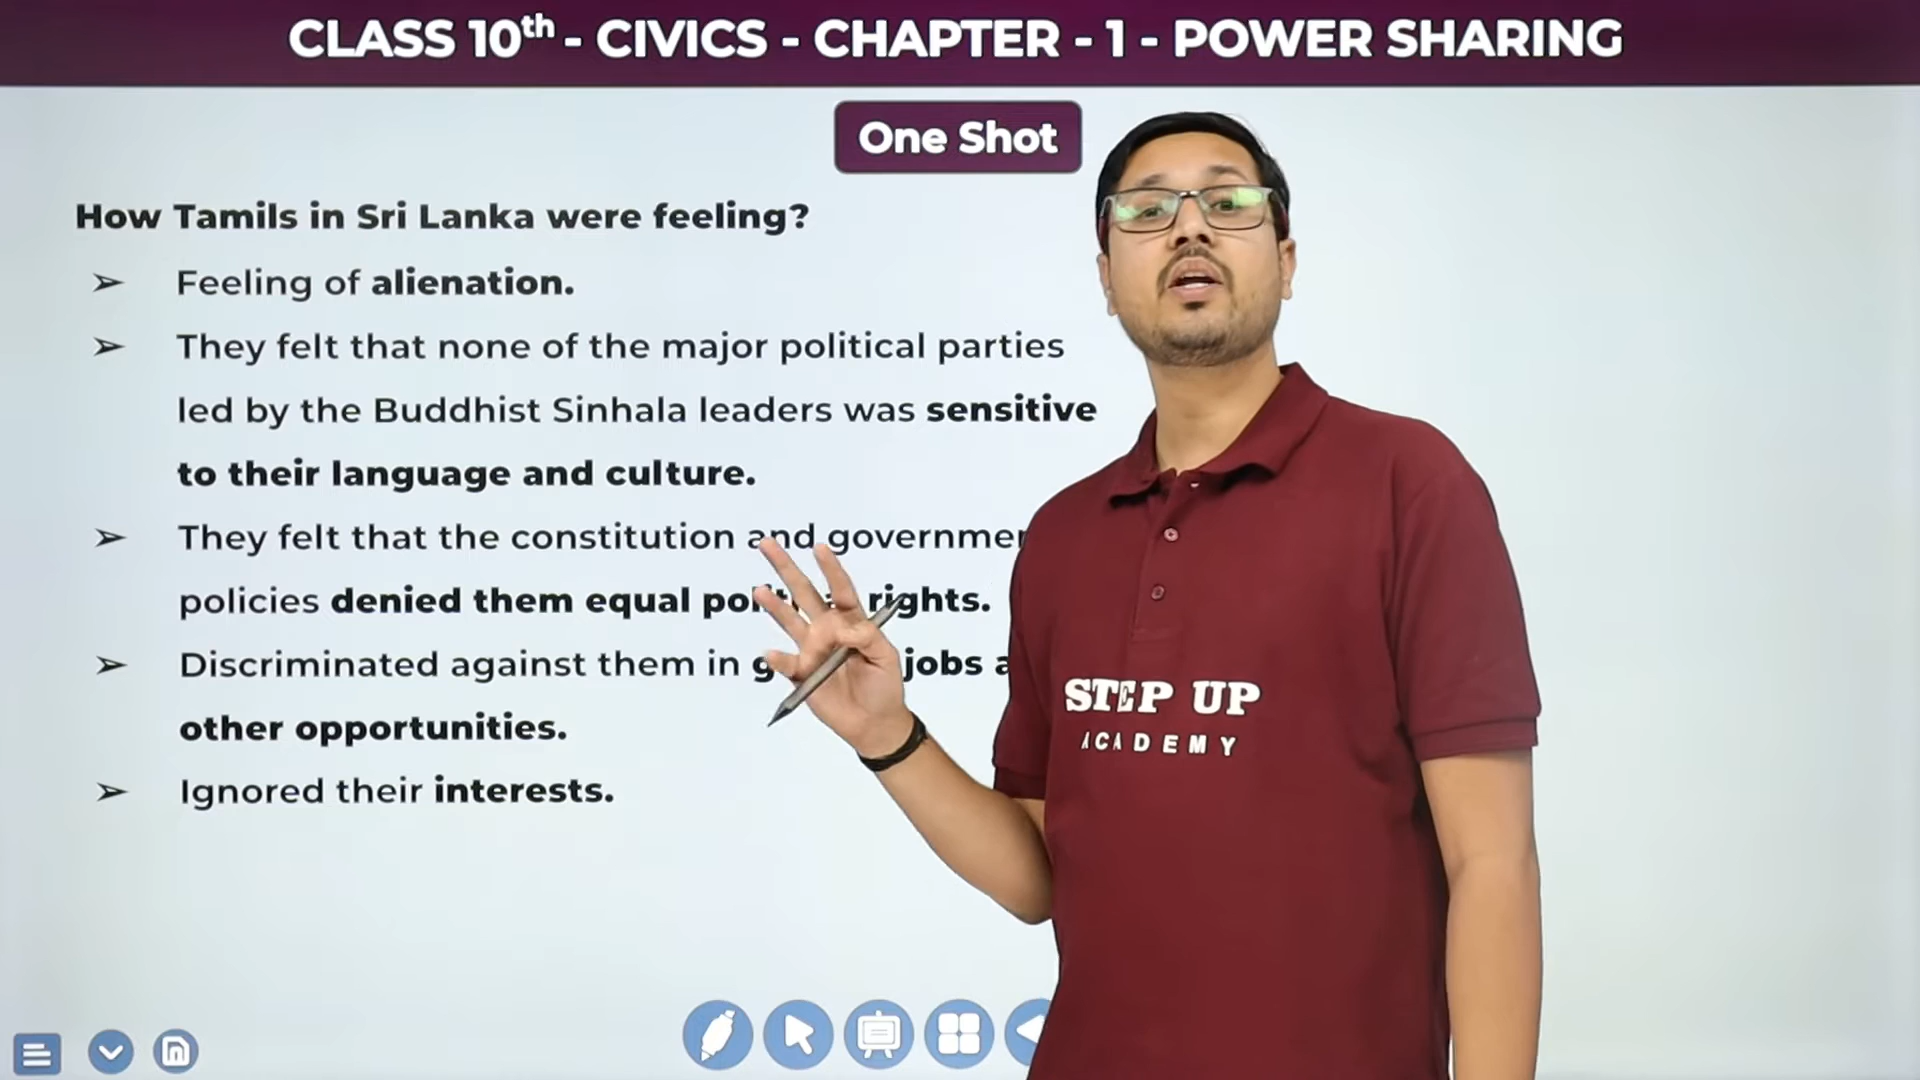 CLASS 10th - CIVICS - CHAPTER - 1 - POWER SHARING
One Shot
How Tamils in Sri Lanka were feeling?
➢ Feeling of alienation.
➢ They felt that none of the major political parties
led by the Buddhist Sinhala leaders was sensitive
to their language and culture.
➢ They felt that the constitution and
policies denied them equal rights.
➢ Discriminated against them in jobs
other opportunities.
➢ Ignored their interests.
STEP UP
ACADEMY